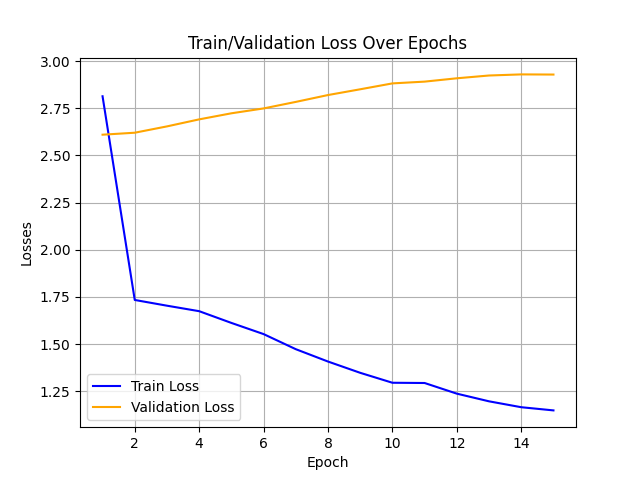 Train/Validation Loss Over Epochs
3.00
2.75
2.50
2.25
2.00
1.75
1.50
1.25
Losses
Train Loss
Validation Loss
2 4 6 8 10 12 14
Epoch